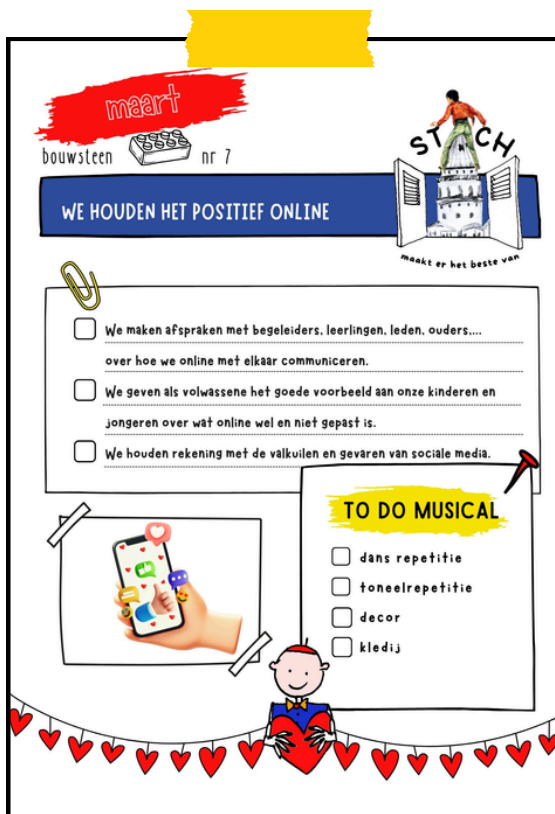 maart
bouwsteen nr 7
ST CH
maakt er het beste van
WE HOUDEN HET POSITIEF ONLINE
We maken afspraken met begeleiders, leerlingen, leden, ouders,...
over hoe we online met elkaar communiceren.
We geven als volwassene het goede voorbeeld aan onze kinderen en
jongeren over wat online wel en niet gepast is.
We houden rekening met de valkuilen en gevaren van sociale media.
TO DO MUSICAL
dans repetitie
toneelrepetitie
decor
kledij